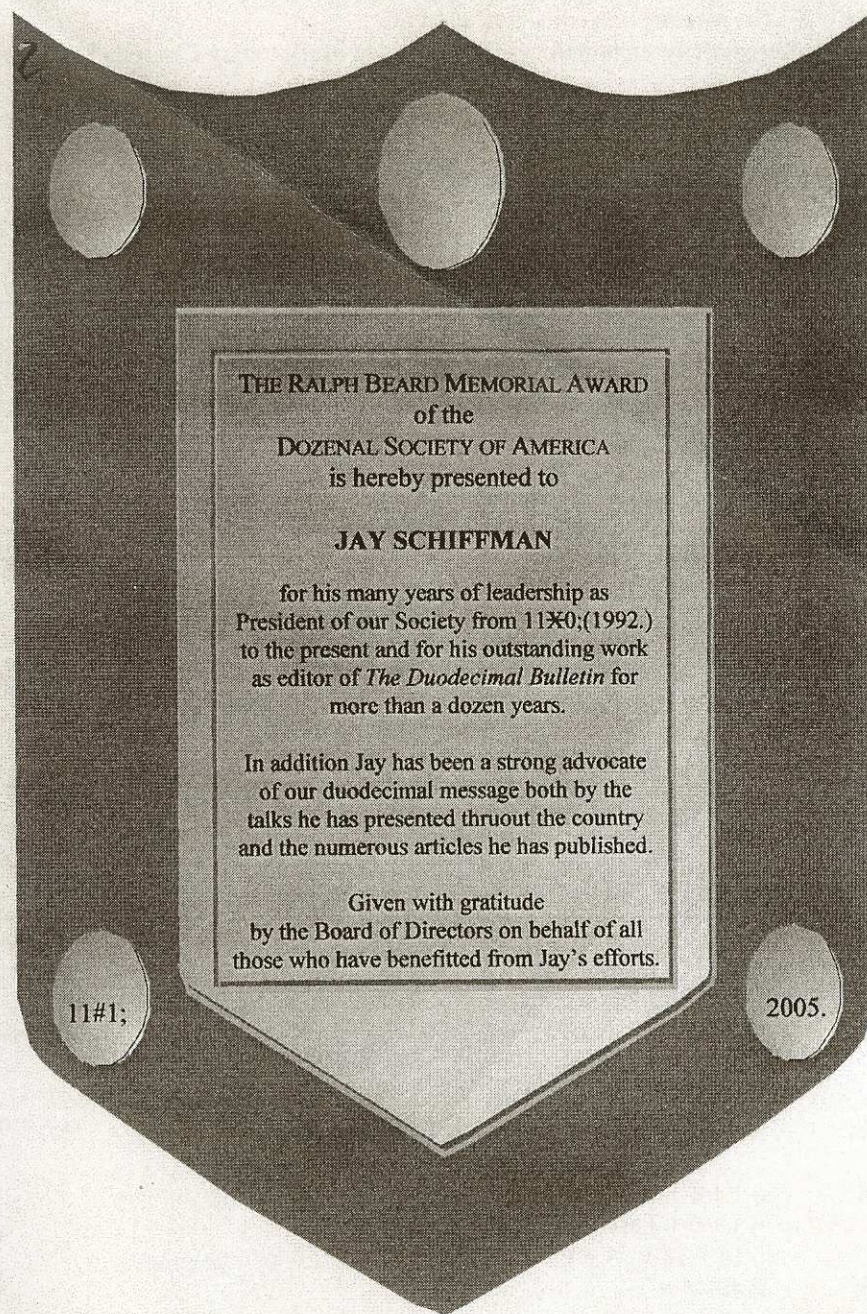 THE RALPH BEARD MEMORIAL AWARD
of the
DOZENAL SOCIETY OF AMERICA
is hereby presented to
JAY SCHIFFMAN
for his many years of leadership as
President of our Society from 11X0;(1992.)
to the present and for his outstanding work
as editor of The Duodecimal Bulletin for
more than a dozen years.
In addition Jay has been a strong advocate
of our duodecimal message both by the
talks he has presented thruout the country
and the numerous articles he has published.
Given with gratitude
by the Board of Directors on behalf of all
those who have benefitted from Jay's efforts.
11#1;
2005.